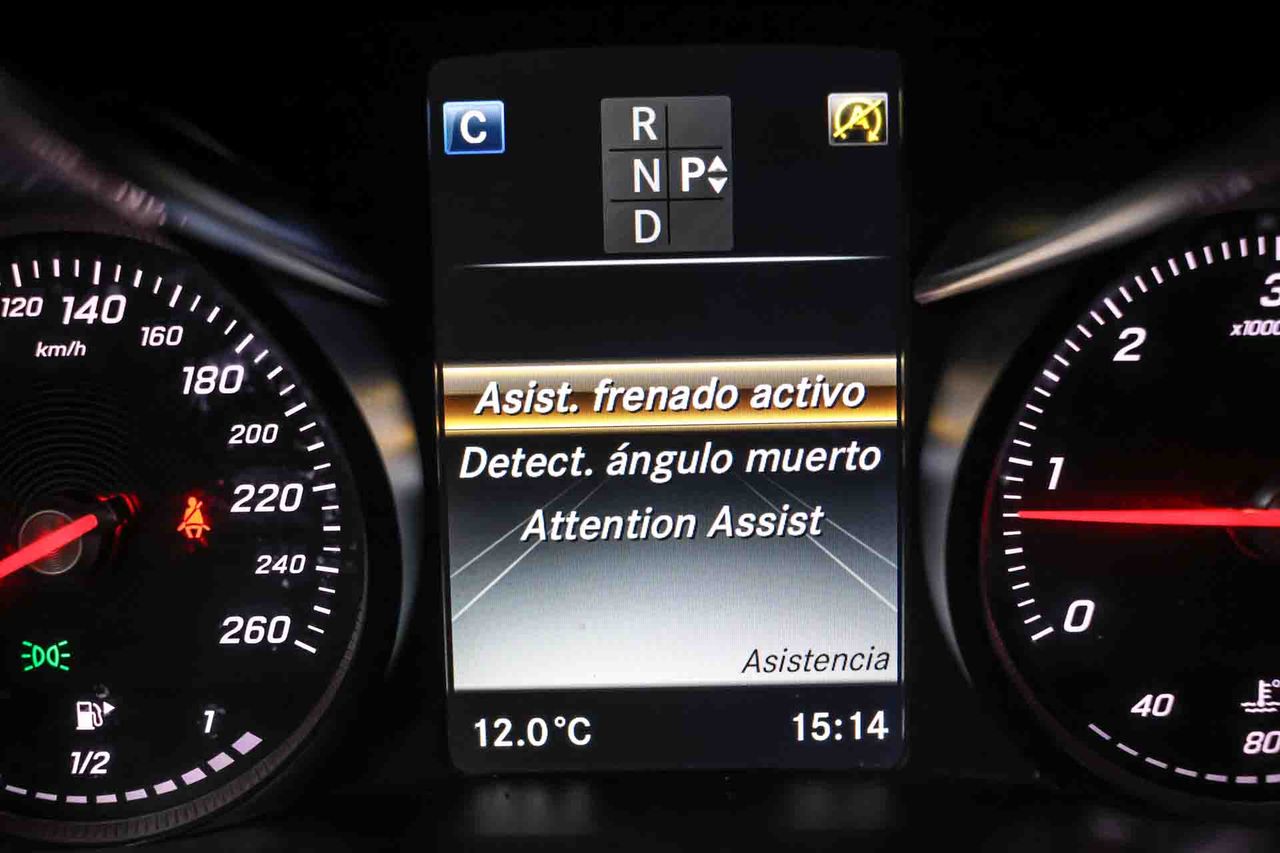 C
R
N P
D
A
120 140 160
km/h
180
200
220
240
260
1/2 1
Asist. frenado activo
Detect. ángulo muerto
Attention Assist
Asistencia
12.0°C 15:14
3
x1000
2
1
0
40
80